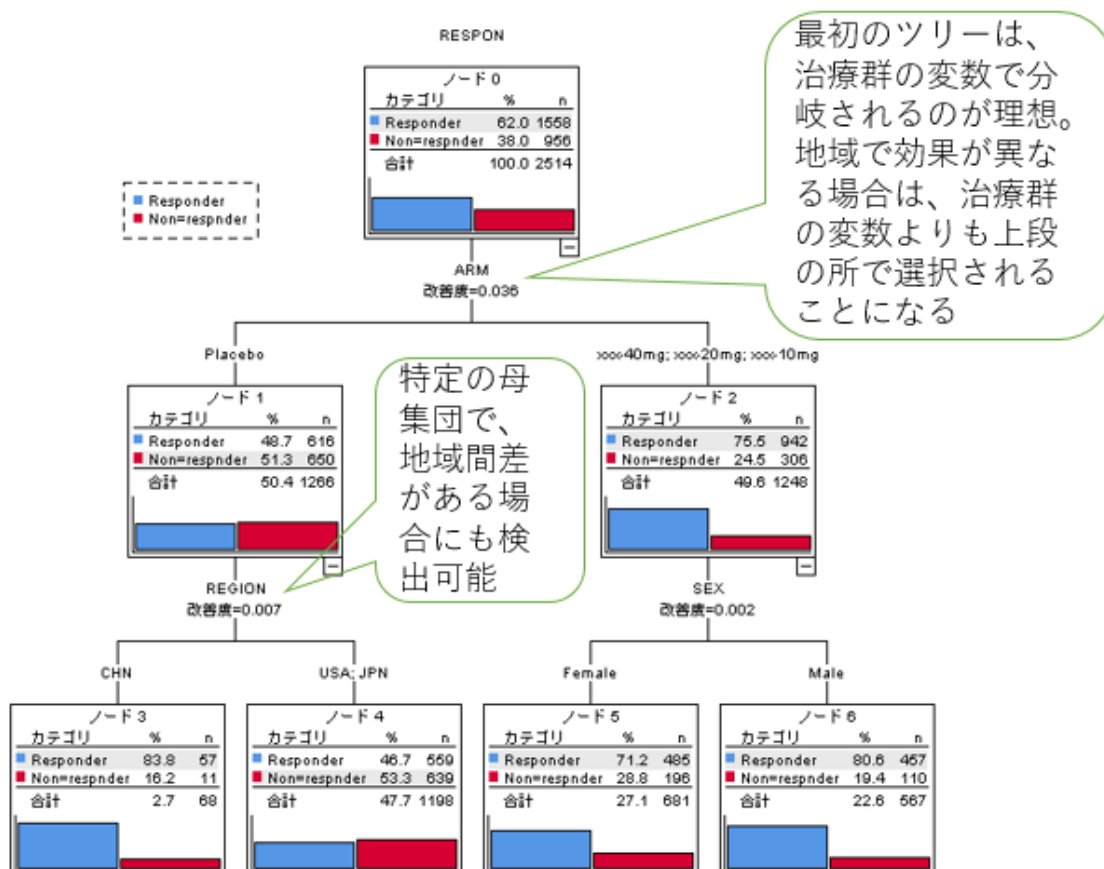 RESPON
ノード 0
カテゴリ % n
Responder 62.0 1558
Non=respnder 38.0 956
合計 100.0 2514
Responder
Non=respnder
最初のツリーは、
治療群の変数で分
岐されるのが理想。
地域で効果が異な
る場合は、治療群
の変数よりも上段
の所で選択される
ことになる
ARM
改善度=0.036
Placebo
xxx-40mg; xxx-20mg; xxx-10mg
ノード 1
カテゴリ % n
Responder 48.7 616
Non=respnder 51.3 650
合計 50.4 1266
特定の母
集団で、
地域間差
がある場
合にも検
出可能
ノード 2
カテゴリ % n
Responder 75.5 942
Non=respnder 24.5 306
合計 49.6 1248
REGION
改善度=0.007
SEX
改善度=0.002
CHN
USA; JPN
Female
Male
ノード 3
カテゴリ % n
Responder 83.8 57
Non=respnder 16.2 11
合計 2.7 68
ノード 4
カテゴリ % n
Responder 46.7 559
Non=respnder 53.3 639
合計 47.7 1198
ノード 5
カテゴリ % n
Responder 71.2 485
Non=respnder 28.8 196
合計 27.1 681
ノード 6
カテゴリ % n
Responder 80.6 457
Non=respnder 19.4 110
合計 22.6 567